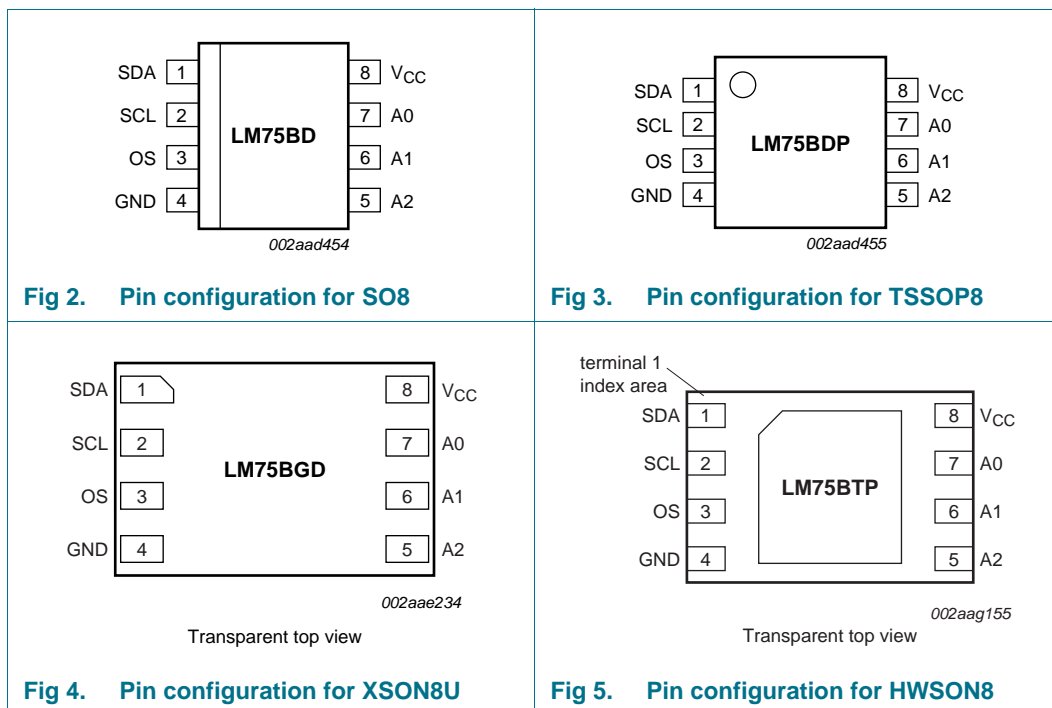 SDA 1 8 VCC
SCL 2 7 A0
LM75BD
OS 3 6 A1
GND 4 5 A2
002aad454
Fig 2. Pin configuration for SO8
SDA 1 8 VCC
SCL 2 7 A0
LM75BDP
OS 3 6 A1
GND 4 5 A2
002aad455
Fig 3. Pin configuration for TSSOP8
SDA 1 8 VCC
SCL 2 7 A0
LM75BGD
OS 3 6 A1
GND 4 5 A2
002aae234
Transparent top view
Fig 4. Pin configuration for XSON8U
terminal 1
index area
SDA 1 8 VCC
SCL 2 7 A0
LM75BTP
OS 3 6 A1
GND 4 5 A2
002aag155
Transparent top view
Fig 5. Pin configuration for HWSON8